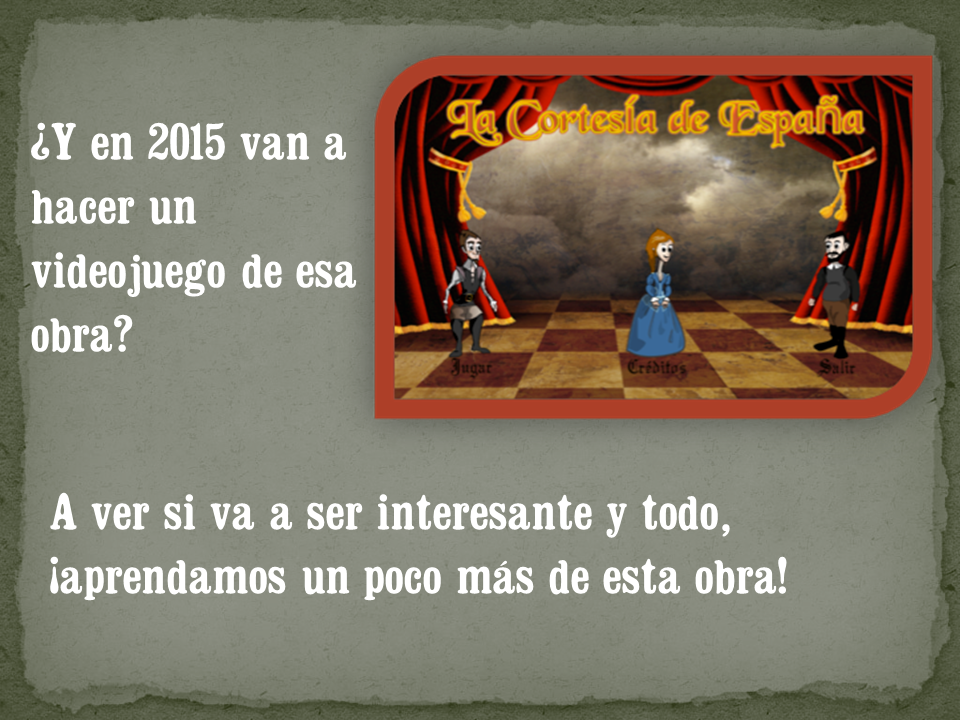 ¿Y en 2015 van a
hacer un
videojuego de esa
obra?
La Cortesía de España
Jugar
Créditos
Salir
A ver si va a ser interesante y todo,
¡aprendamos un poco más de esta obra!